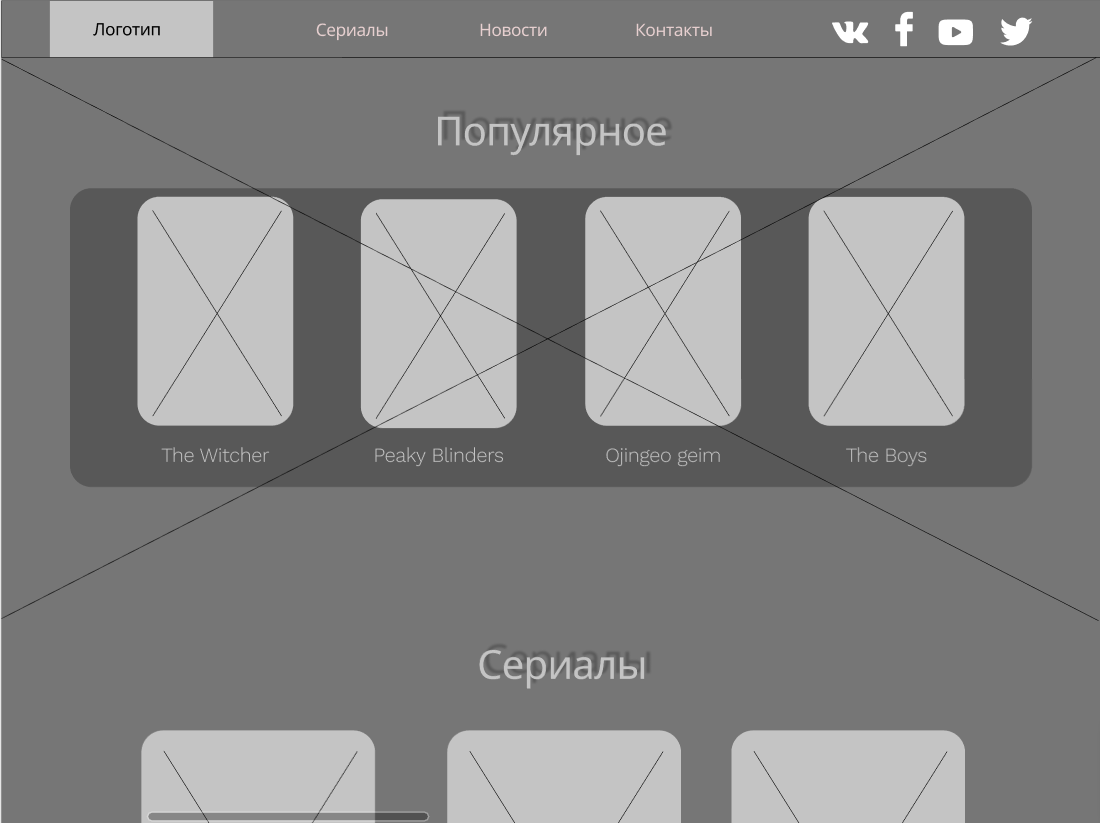 Логотип
Сериалы
Новости
Контакты
Популярное
The Witcher
Peaky Blinders
Ojingeo geim
The Boys
Сериалы